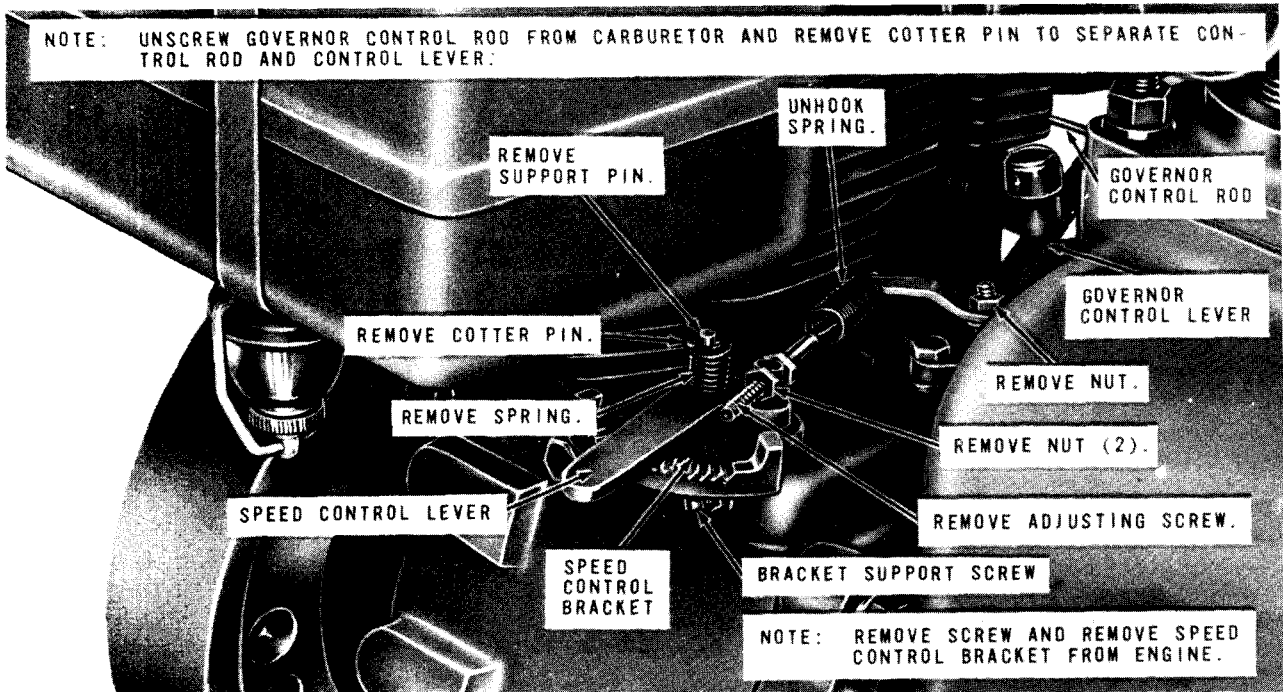 NOTE: UNSCREW GOVERNOR CONTROL ROD FROM CARBURETOR AND REMOVE COTTER PIN TO SEPARATE CON-
TROL ROD AND CONTROL LEVER.
UNHOOK
SPRING.
REMOVE
SUPPORT PIN.
GOVERNOR
CONTROL ROD
GOVERNOR
CONTROL LEVER
REMOVE COTTER PIN.
REMOVE NUT.
REMOVE SPRING.
REMOVE NUT (2).
SPEED CONTROL LEVER
REMOVE ADJUSTING SCREW.
SPEED
CONTROL
BRACKET
BRACKET SUPPORT SCREW
NOTE: REMOVE SCREW AND REMOVE SPEED
CONTROL BRACKET FROM ENGINE.